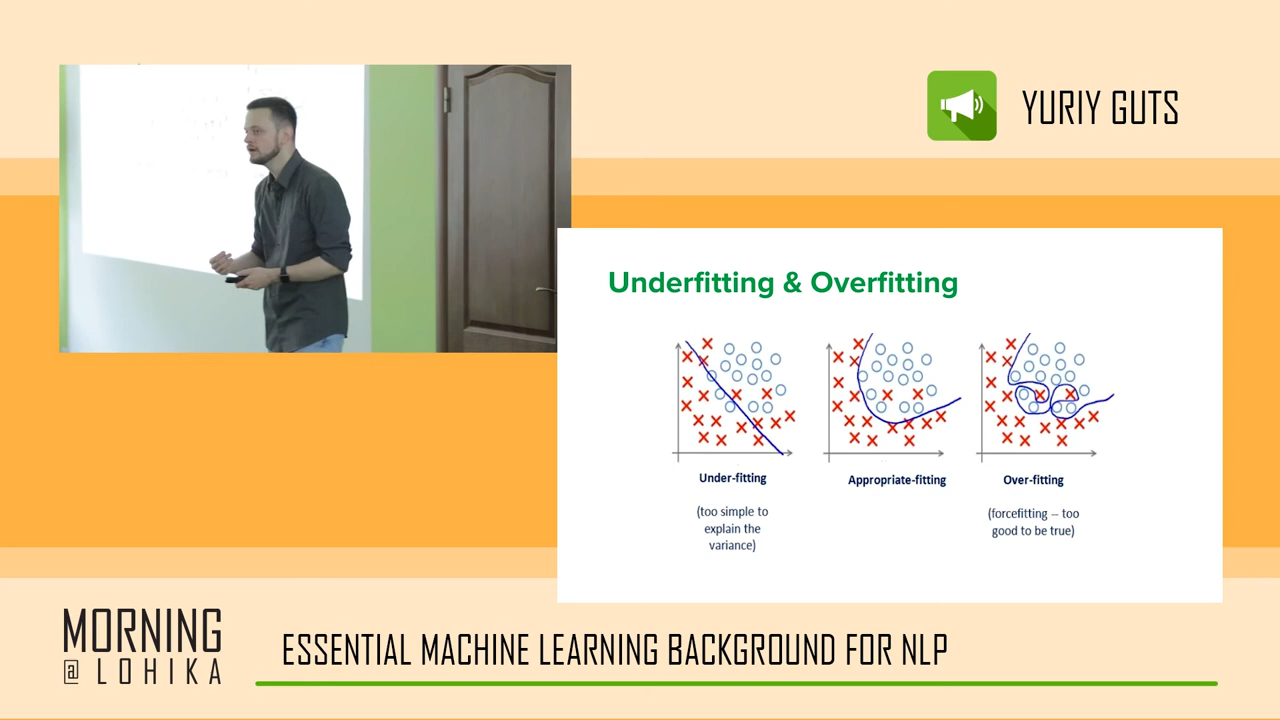 YURIY GUTS
Underfitting & Overfitting
Under-fitting
Appropriate-fitting
Over-fitting
(too simple to
explain the
variance)
(forcefitting – too
good to be true)
MORNING
@ LOHIKA
ESSENTIAL MACHINE LEARNING BACKGROUND FOR NLP